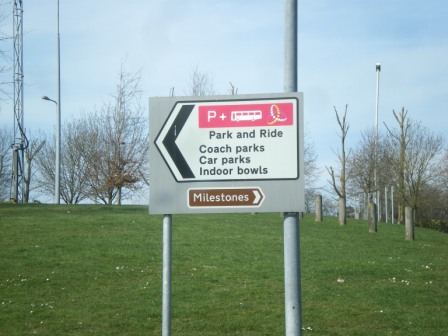 P +
Park and Ride
Coach parks
Car parks
Indoor bowls
Milestones